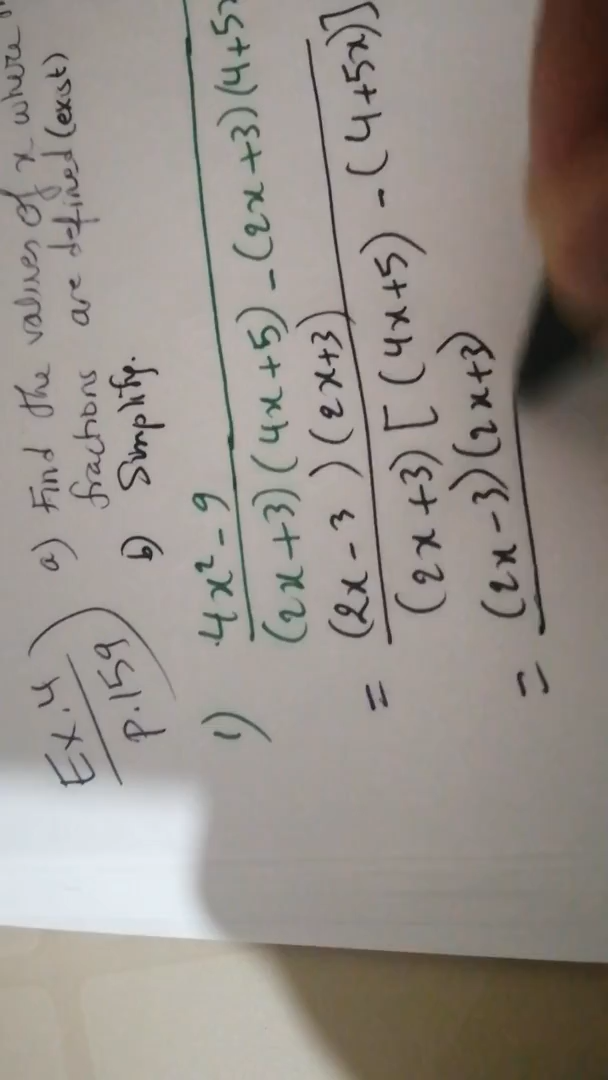 Ex.4
p.159
a) Find the values of x where
fractions are defined (exist)
b) Simplify.
1) 4x² - 9
(2x+3)(4x+5) - (2x+3)(4+5x
= (2x-3)(2x+3)
(2x+3)[(4x+5) - (4+5x)]
= (2x-3)(2x+3)